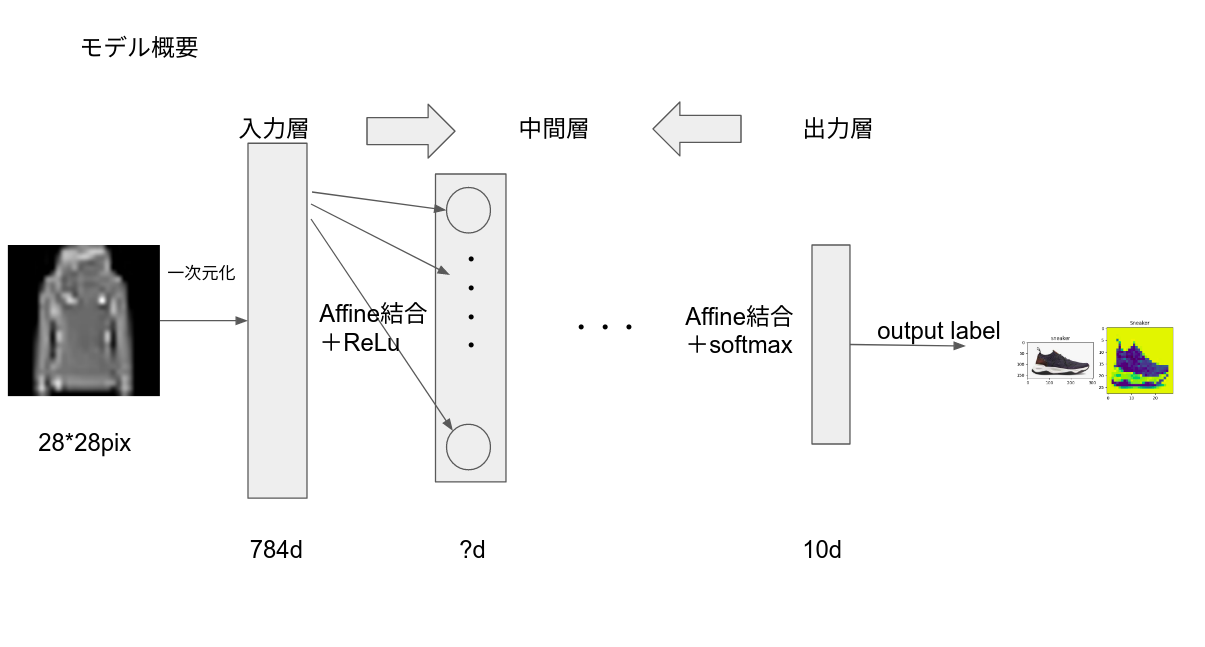 モデル概要
入力層
中間層
出力層
一次元化
Affine結合
＋ReLu
・・・
Affine結合
＋softmax
output label
sneaker
Sneaker
28*28pix
784d
?d
10d